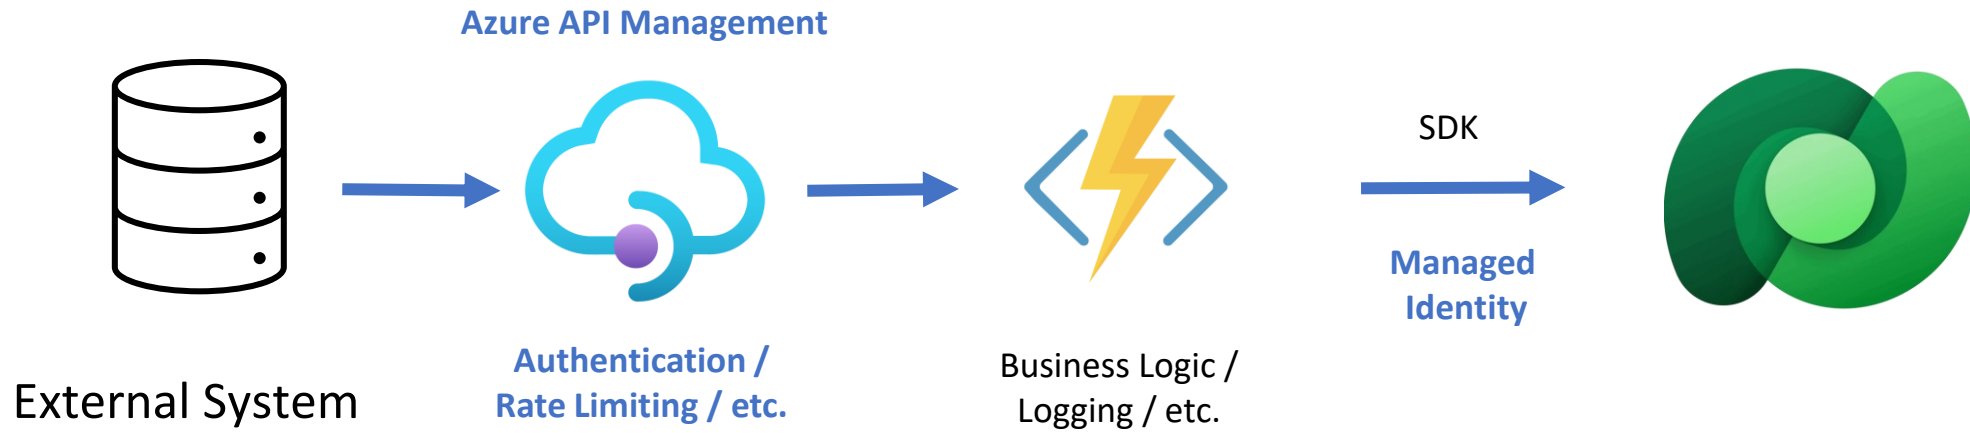 Azure API Management
External System
Authentication /
Rate Limiting / etc.
Business Logic /
Logging / etc.
SDK
Managed
Identity